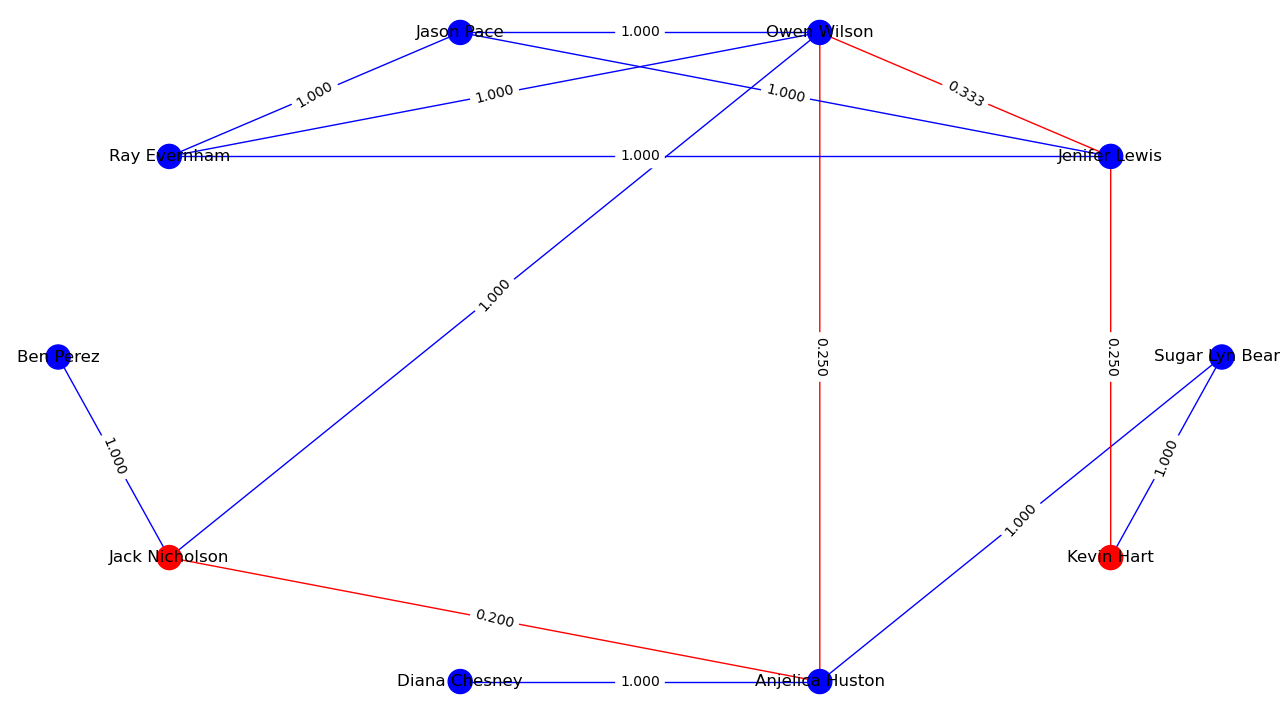 Jason Pace
1.000
Owen Wilson
1.000
1.000
1.000
0.333
Ray Evernham
1.000
Jenifer Lewis
1.000
0.250
0.250
Ben Perez
Sugar Lyn Bear
1.000
1.000
1.000
Jack Nicholson
Kevin Hart
0.200
Diana Chesney
1.000
Anjelica Huston